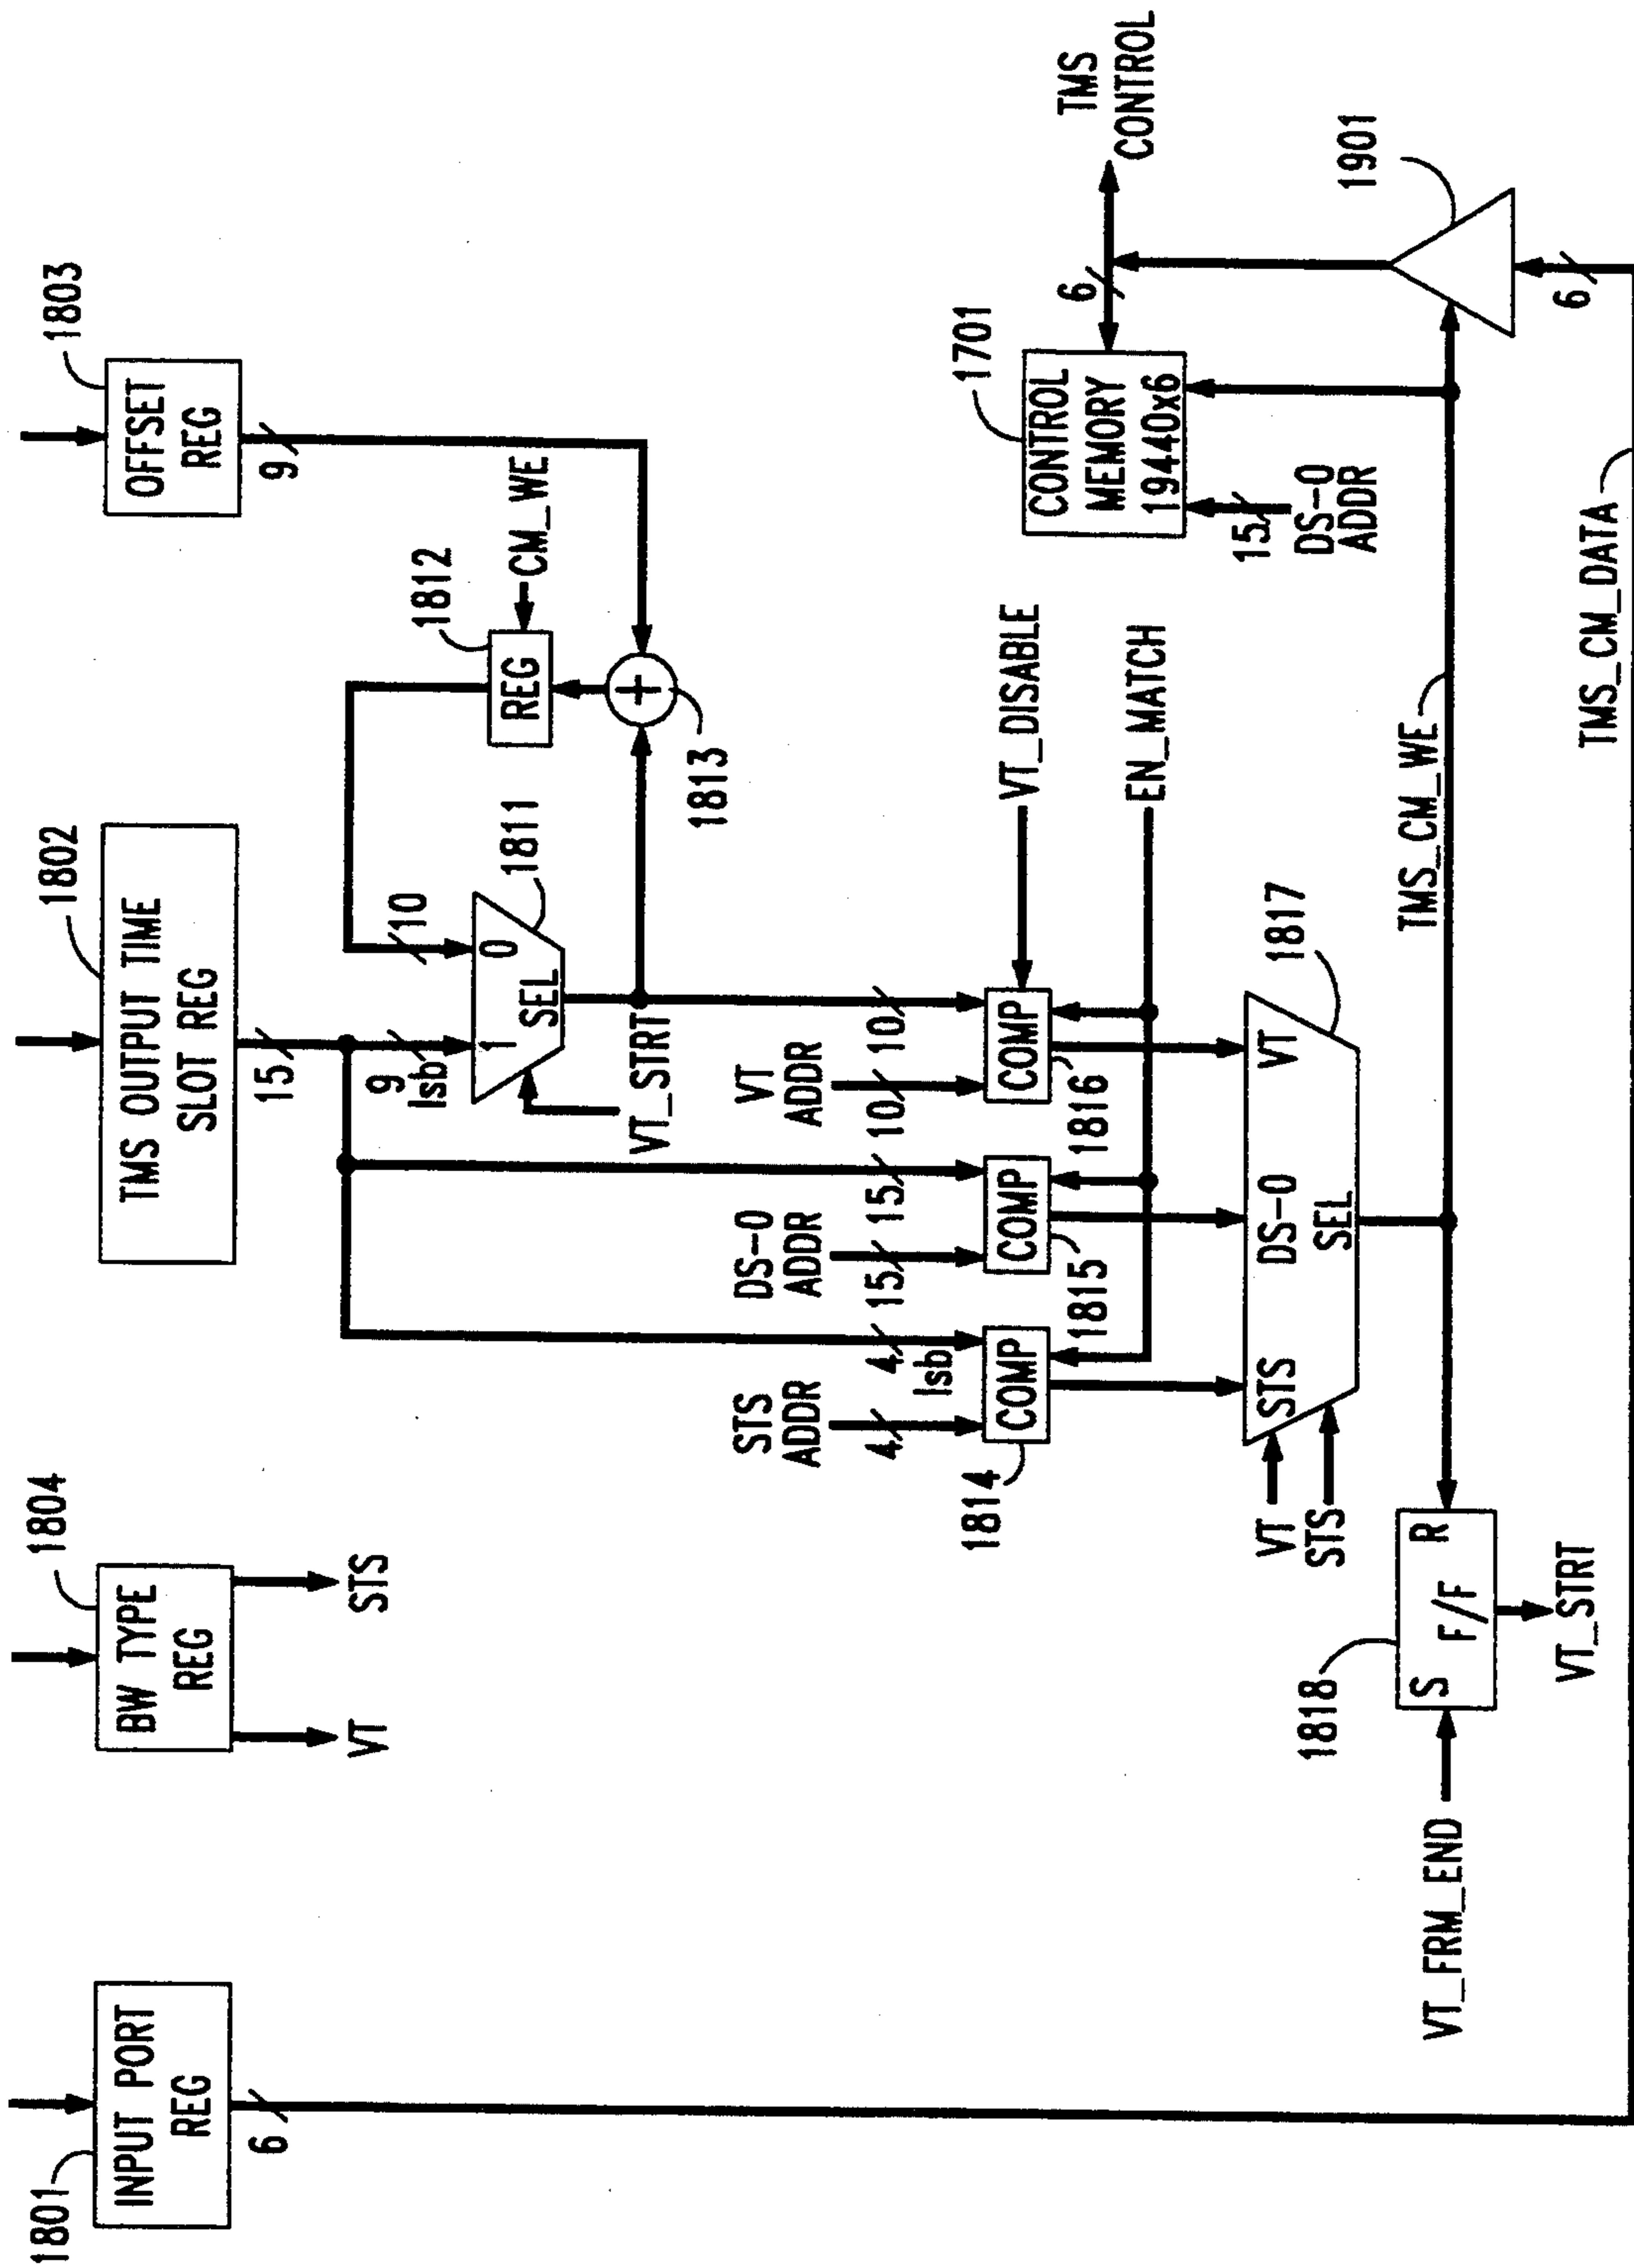 1801
INPUT PORT
REG
6
1804
BW TYPE
REG
VT
STS
1802
TMS OUTPUT TIME
SLOT REG
15
1803
OFFSET
REG
9
9
lsb
10
1
0
SEL
1811
VT_STRT
1812
REG
CM_WE
+
1813
STS
ADDR
4
4
lsb
COMP
1814
DS-0
ADDR
15
15
COMP
1815
VT
ADDR
10
10
COMP
1816
VT_DISABLE
EN_MATCH
VT
STS
STS
DS-0
VT
SEL
1817
1818
VT_FRM_END
S
R
F/F
VT_STRT
1701
CONTROL
MEMORY
19440x6
15
DS-0
ADDR
6
TMS
CONTROL
1901
6
TMS_CM_WE
TMS_CM_DATA